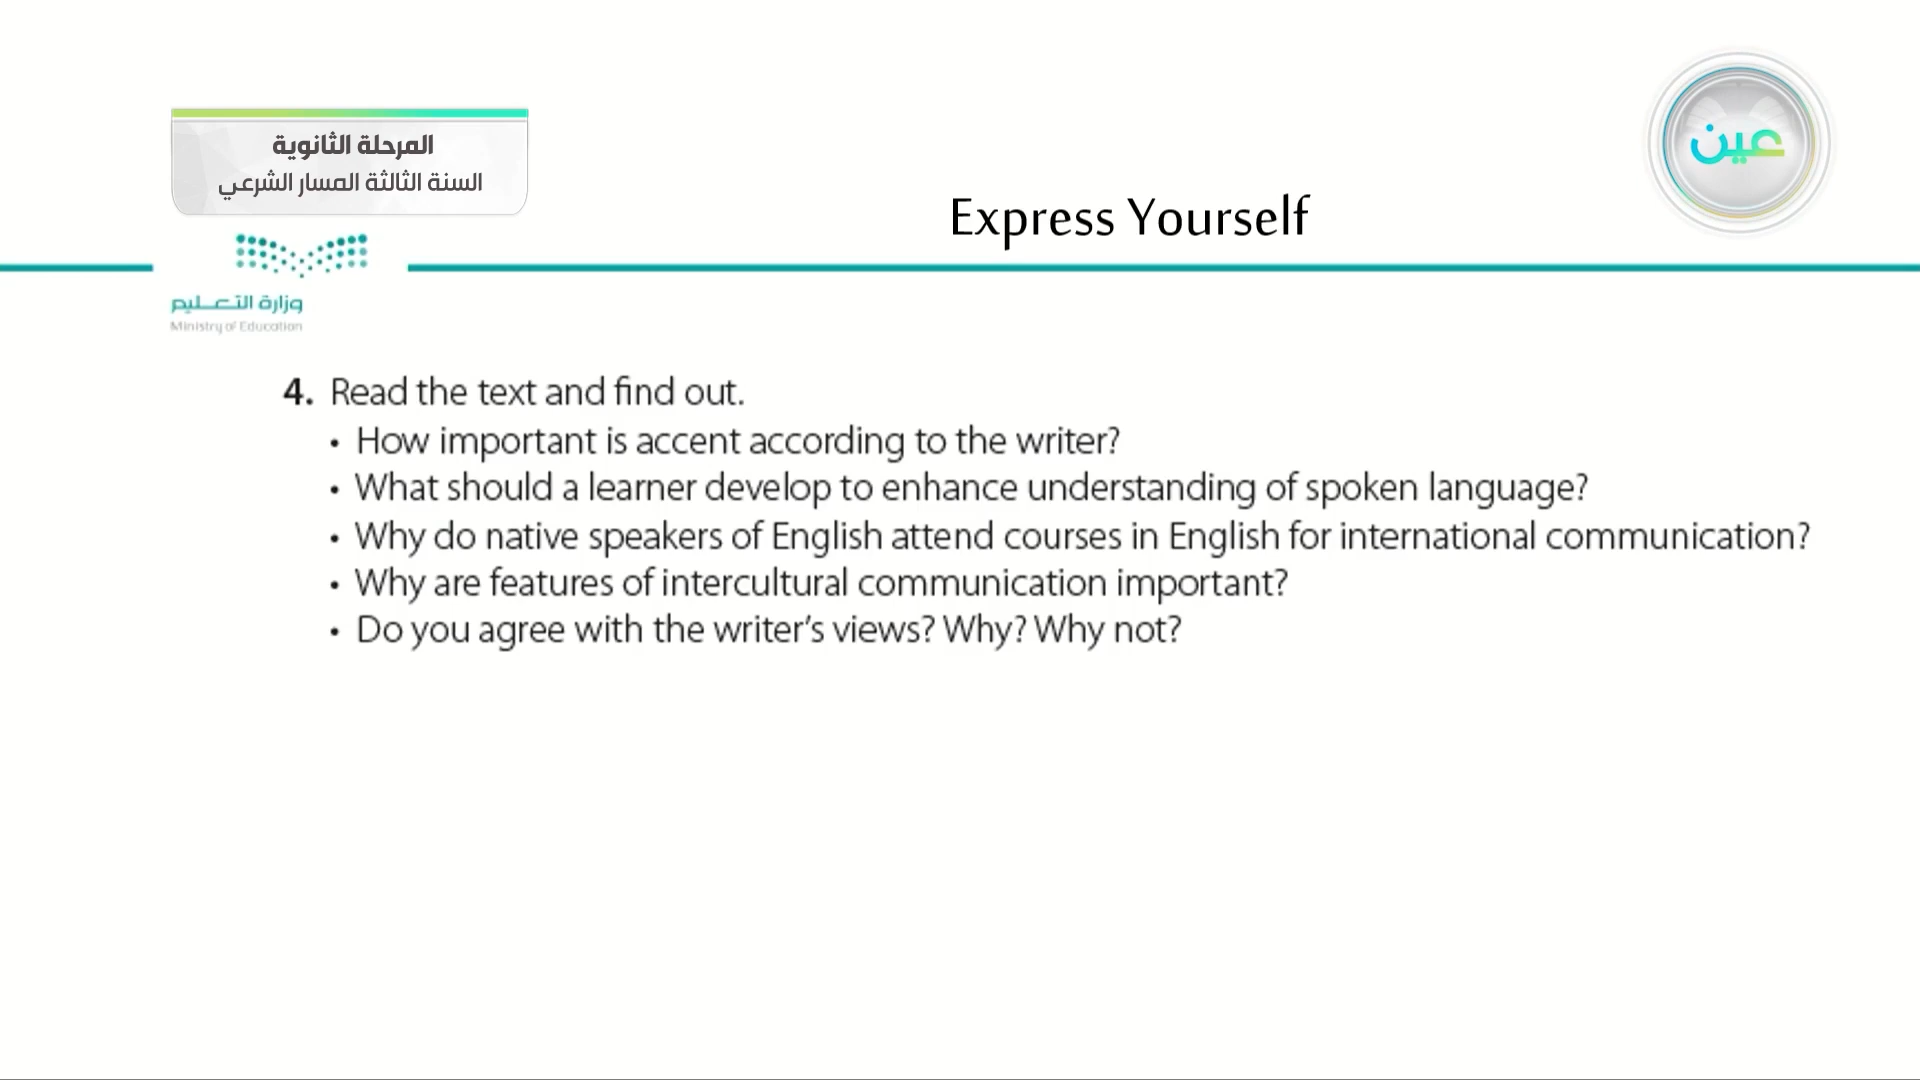 المرحلة الثانوية
السنة الثالثة المسار الشرعي
عين
Express Yourself
وزارة التعليم
Ministry of Education
4. Read the text and find out.
• How important is accent according to the writer?
• What should a learner develop to enhance understanding of spoken language?
• Why do native speakers of English attend courses in English for international communication?
• Why are features of intercultural communication important?
• Do you agree with the writer’s views? Why? Why not?